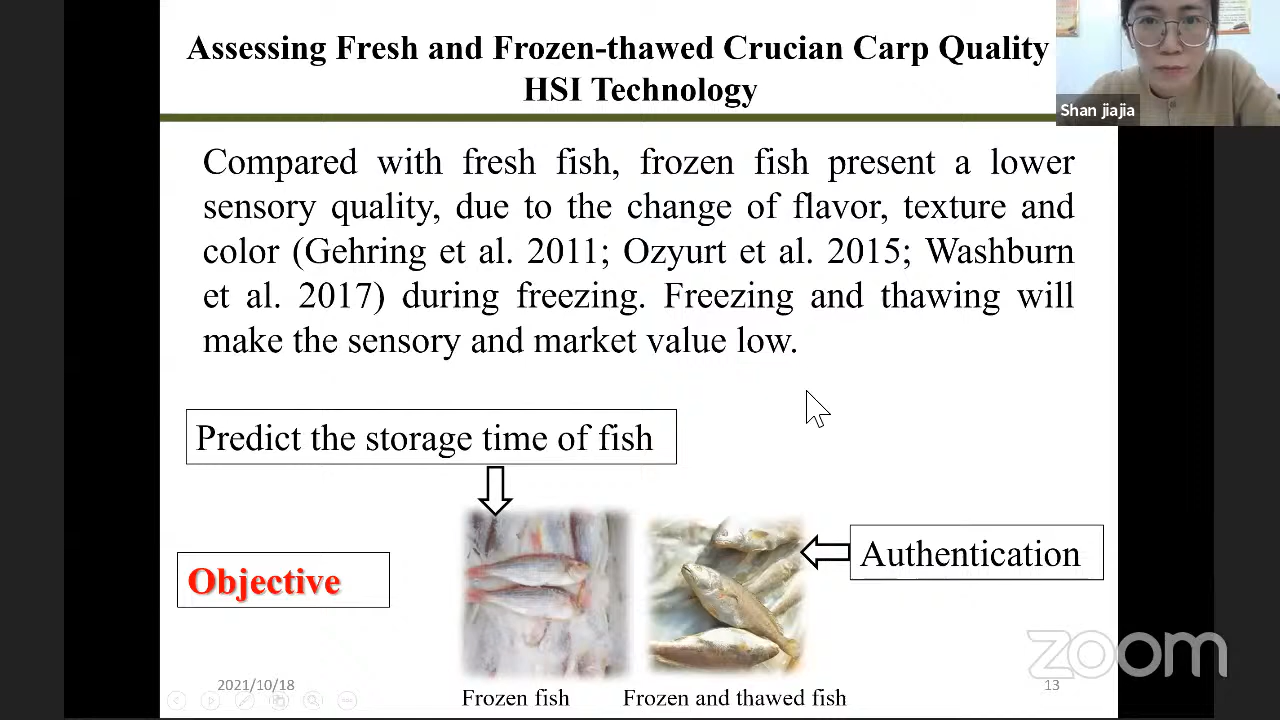 Assessing Fresh and Frozen-thawed Crucian Carp Quality
HSI Technology
Shan jiajia
Compared with fresh fish, frozen fish present a lower
sensory quality, due to the change of flavor, texture and
color (Gehring et al. 2011; Ozyurt et al. 2015; Washburn
et al. 2017) during freezing. Freezing and thawing will
make the sensory and market value low.
Predict the storage time of fish
Authentication
Objective
zoom
2021/10/18
13
Frozen fish
Frozen and thawed fish